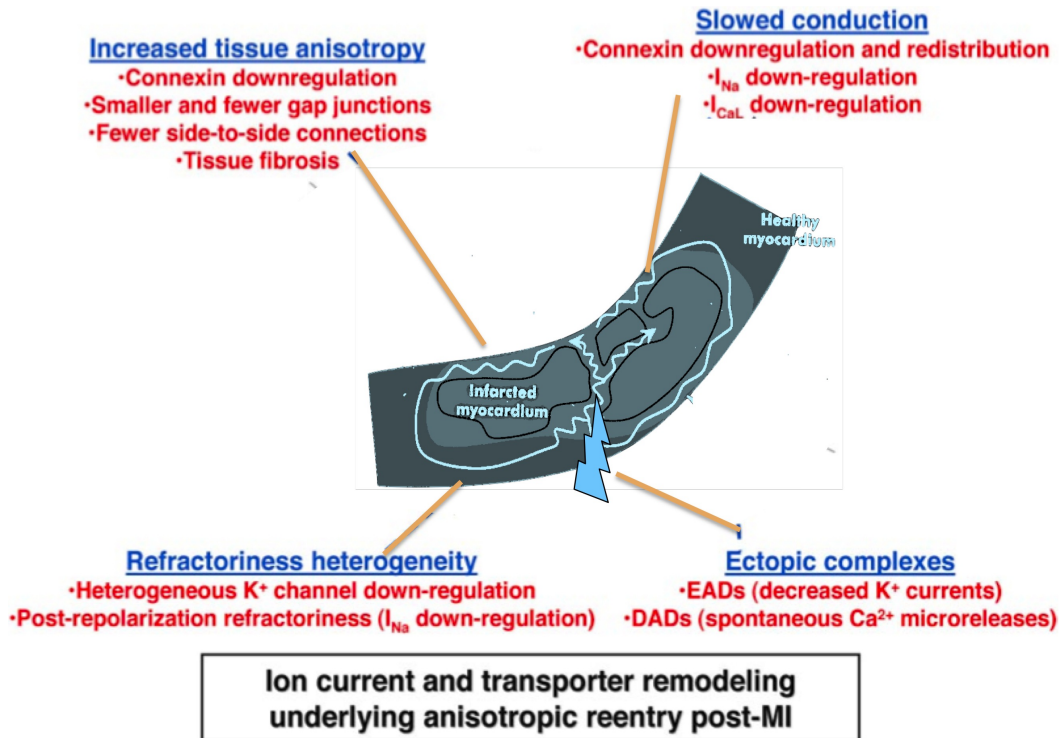 Increased tissue anisotropy
•Connexin downregulation
•Smaller and fewer gap junctions
•Fewer side-to-side connections
•Tissue fibrosis
Slowed conduction
•Connexin downregulation and redistribution
•I_Na down-regulation
•I_CaL down-regulation
Healthy
myocardium
Infarcted
myocardium
Refractoriness heterogeneity
•Heterogeneous K⁺ channel down-regulation
•Post-repolarization refractoriness (I_Na down-regulation)
Ectopic complexes
•EADs (decreased K⁺ currents)
•DADs (spontaneous Ca²⁺ microreleases)
Ion current and transporter remodeling
underlying anisotropic reentry post-MI